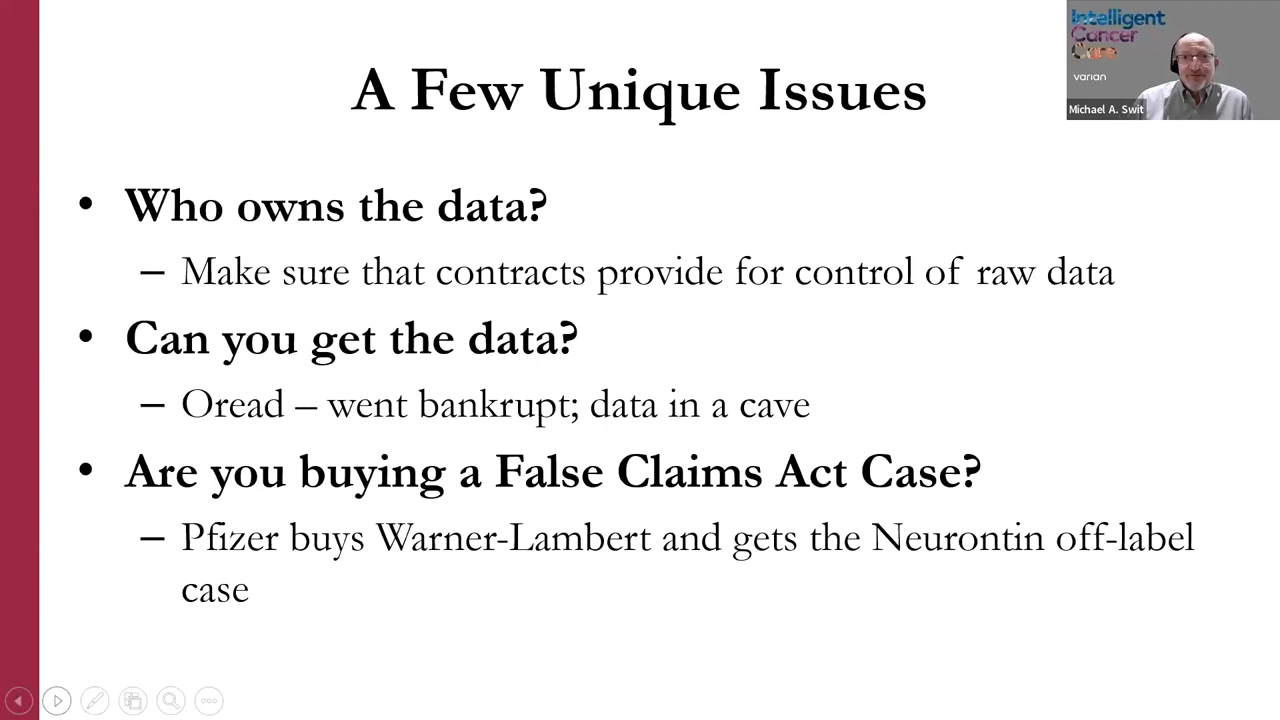 Intelligent
Cancer
Care
varian
Michael A. Swit
A Few Unique Issues
• Who owns the data?
– Make sure that contracts provide for control of raw data
• Can you get the data?
– Oread – went bankrupt; data in a cave
• Are you buying a False Claims Act Case?
– Pfizer buys Warner-Lambert and gets the Neurontin off-label
case